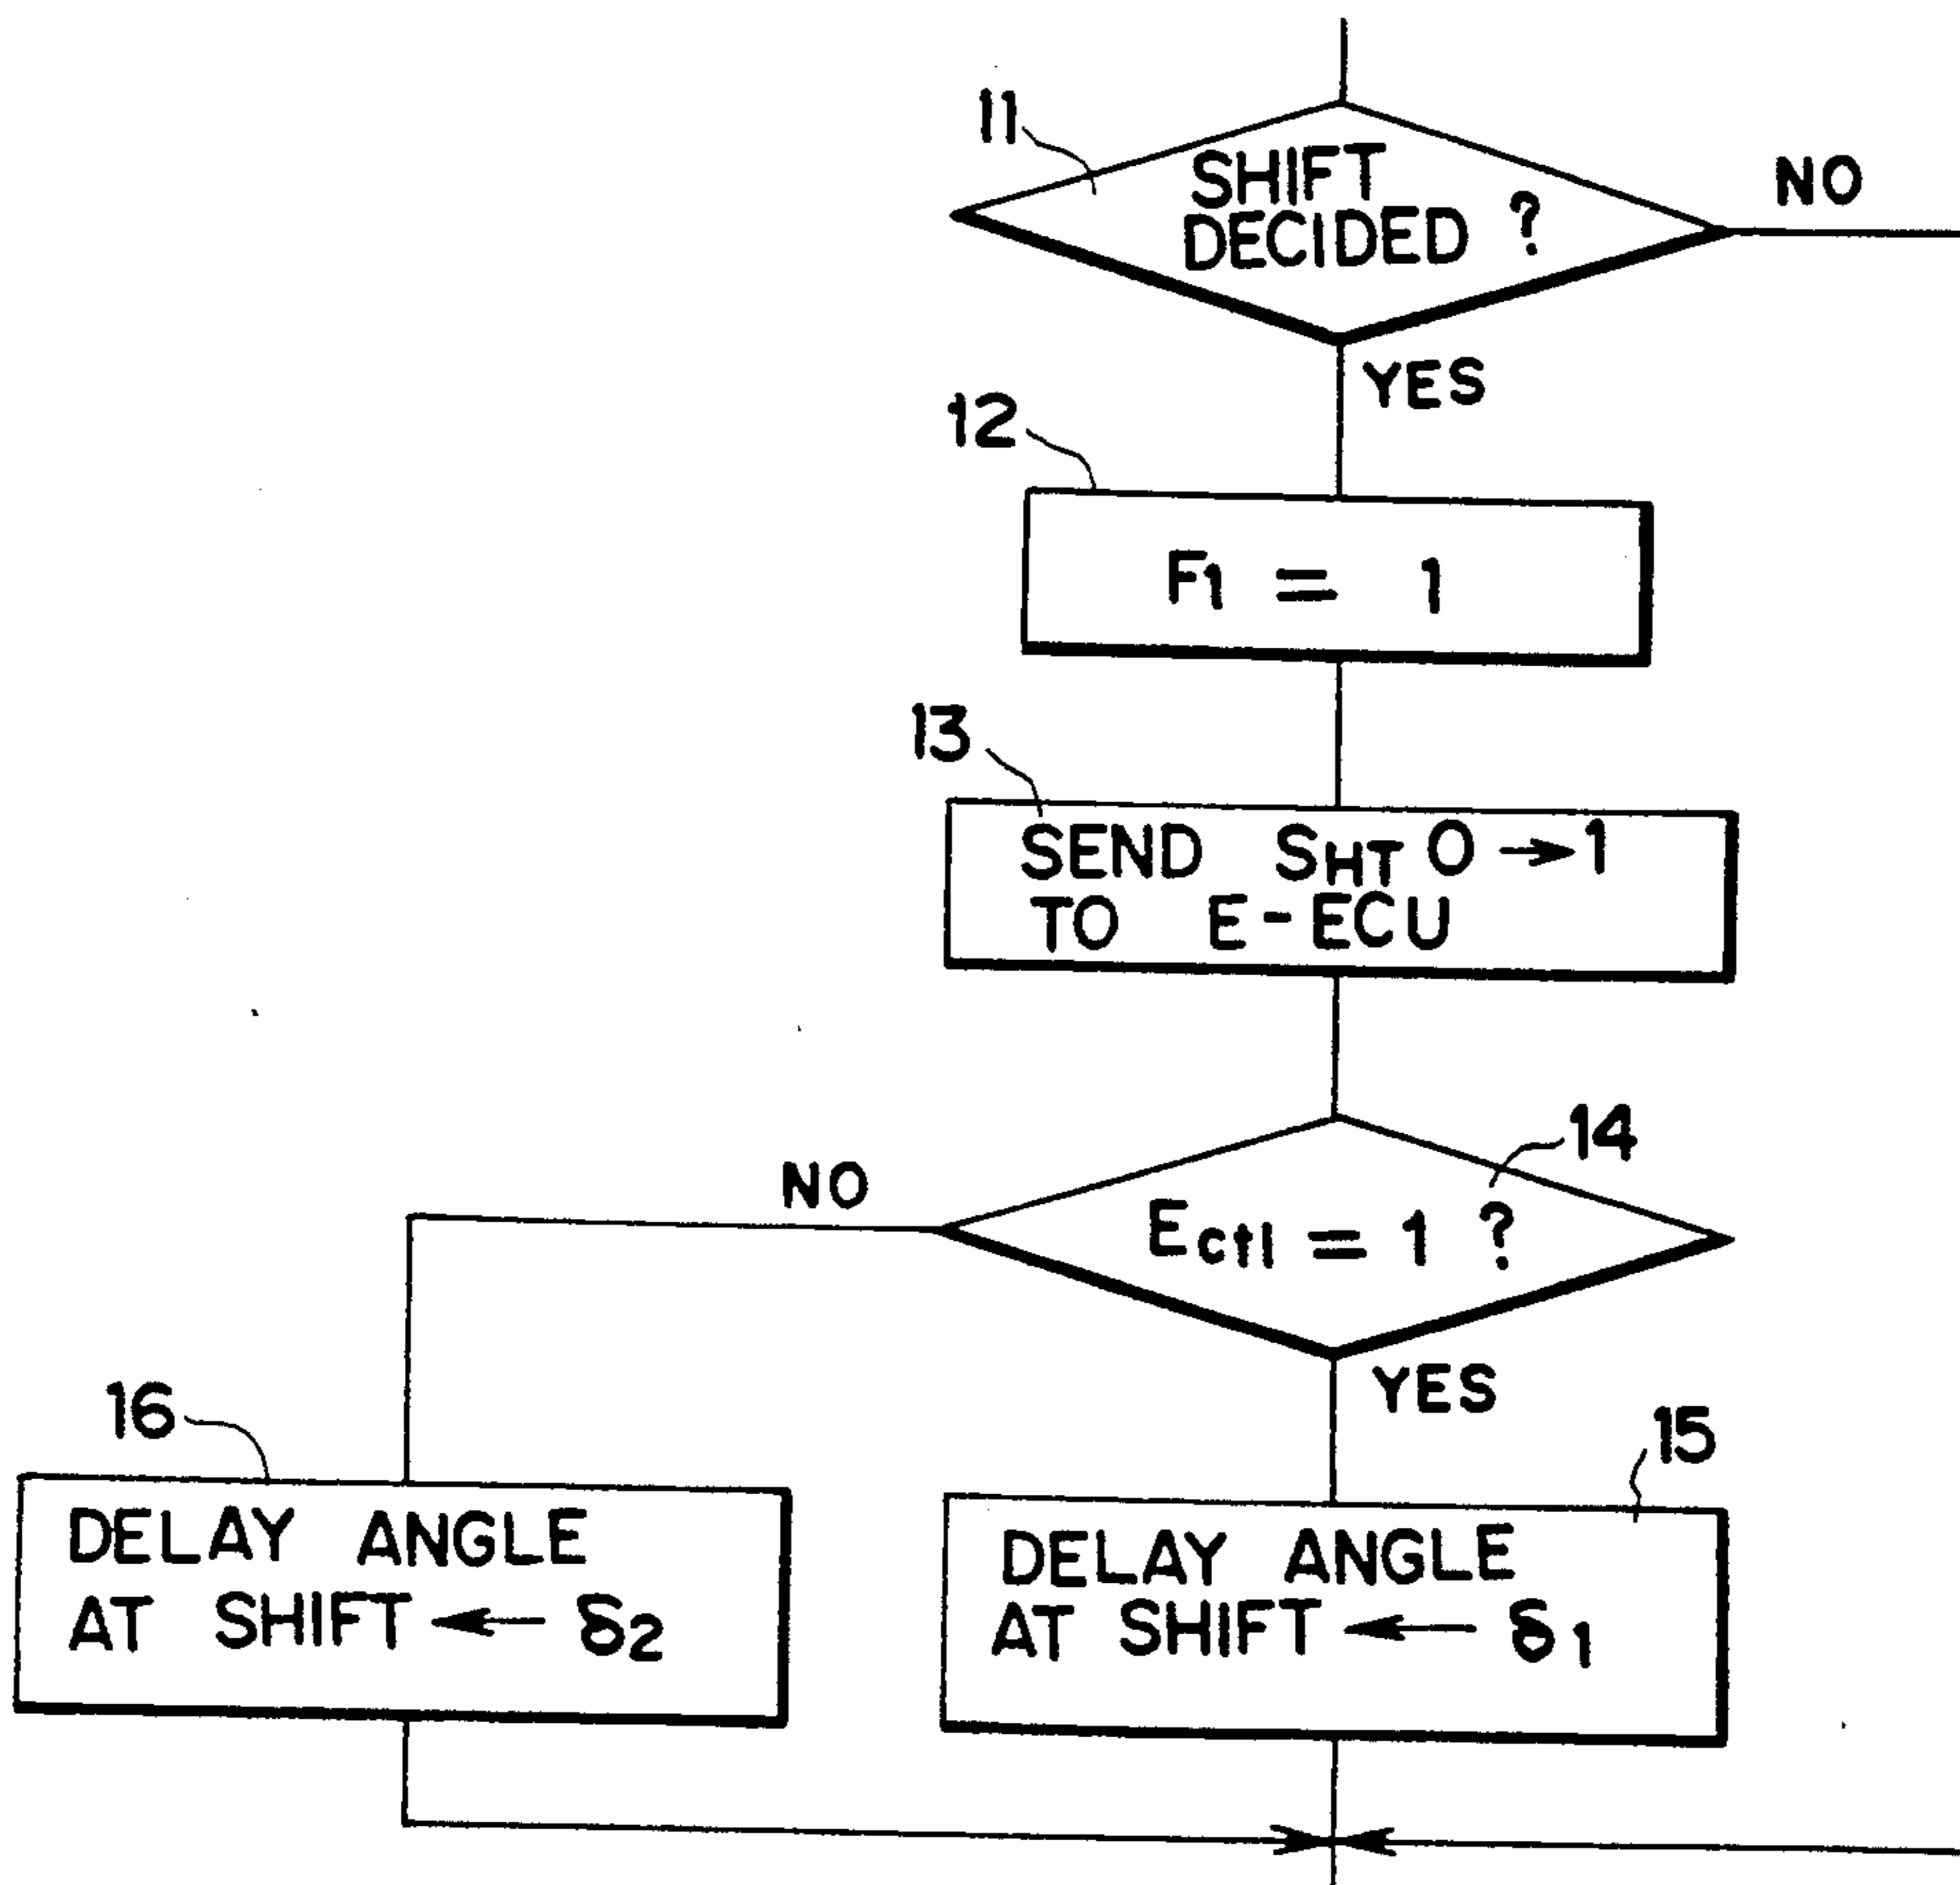 11
SHIFT
DECIDED ?
NO
YES
12
F1 = 1
13
SEND SHT 0→1
TO E-ECU
14
NO
Ectl = 1 ?
YES
16
DELAY ANGLE
AT SHIFT ← δ2
15
DELAY ANGLE
AT SHIFT ← δ1